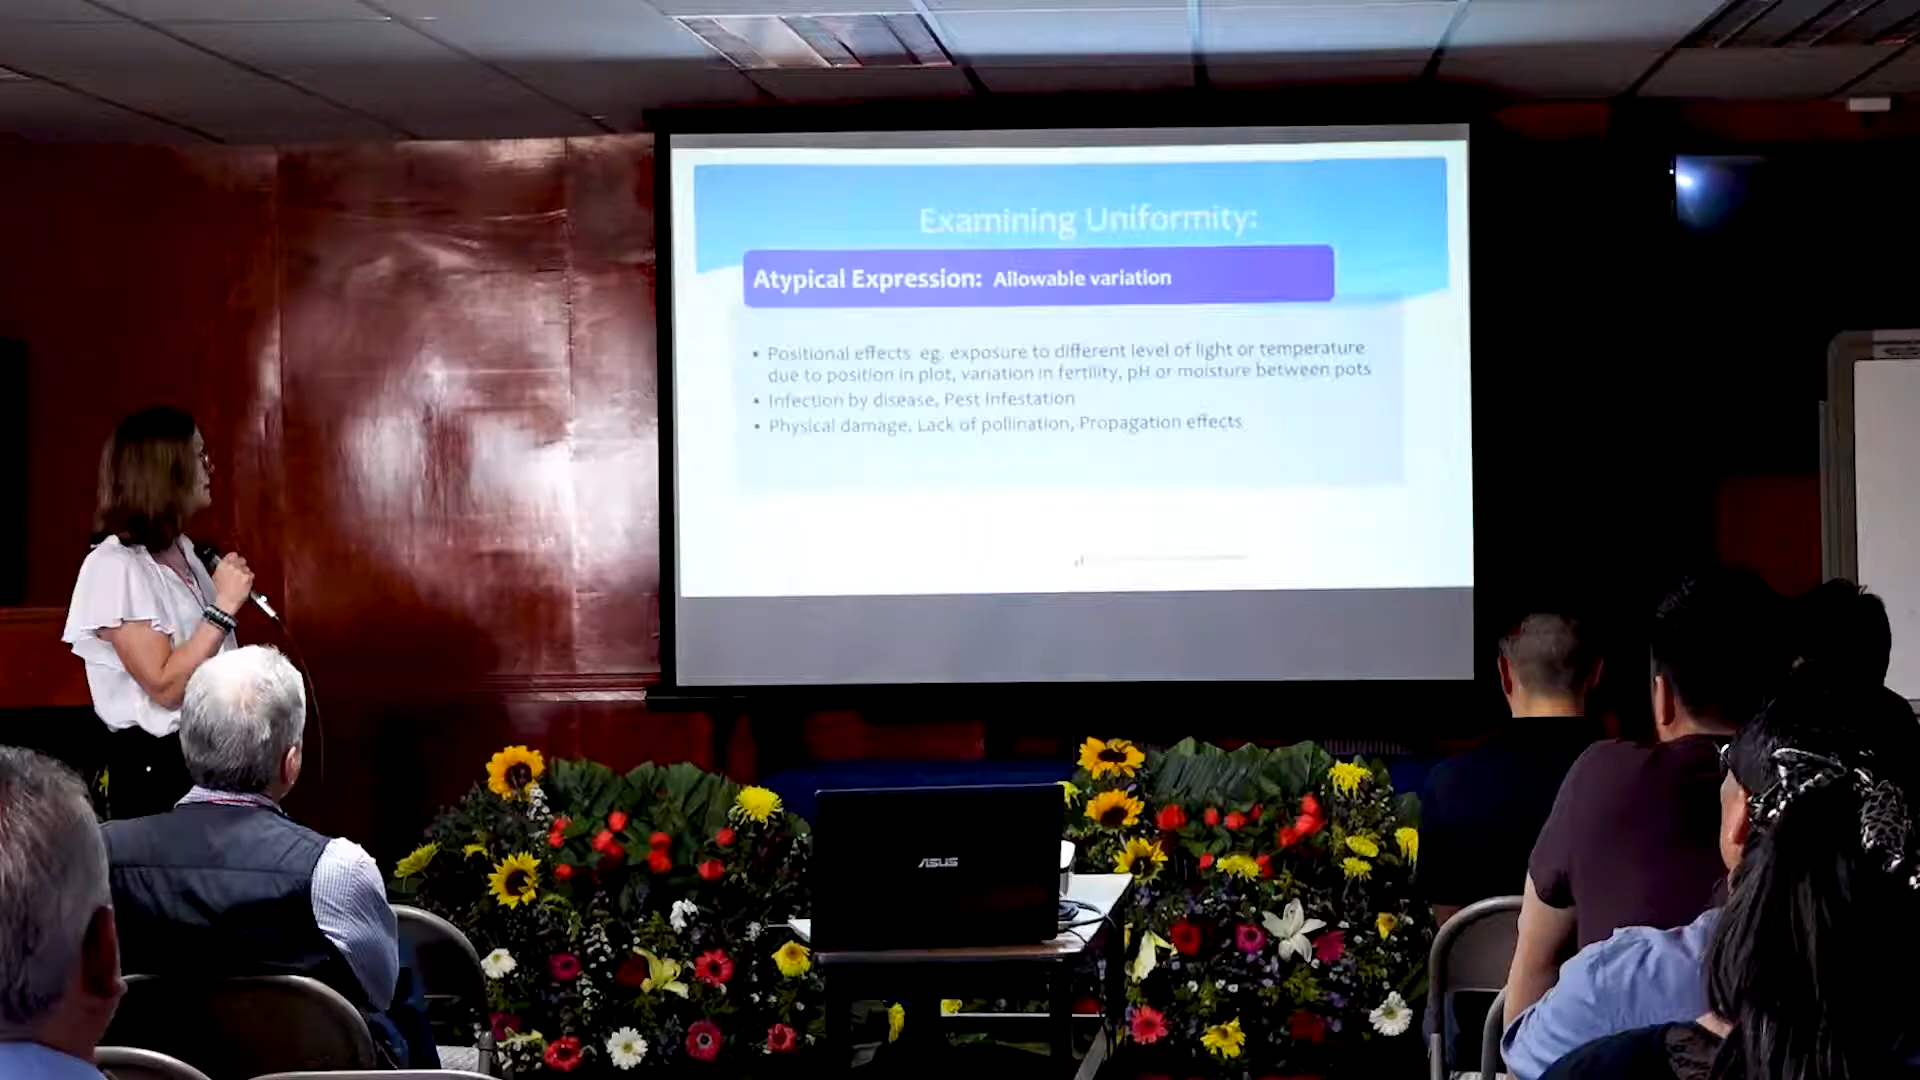 Examining Uniformity:
Atypical Expression: Allowable variation
• Positional effects eg. exposure to different level of light or temperature
due to position in plot, variation in fertility, pH or moisture between pots
• Infection by disease, Pest Infestation
• Physical damage, Lack of pollination, Propagation effects
ASUS